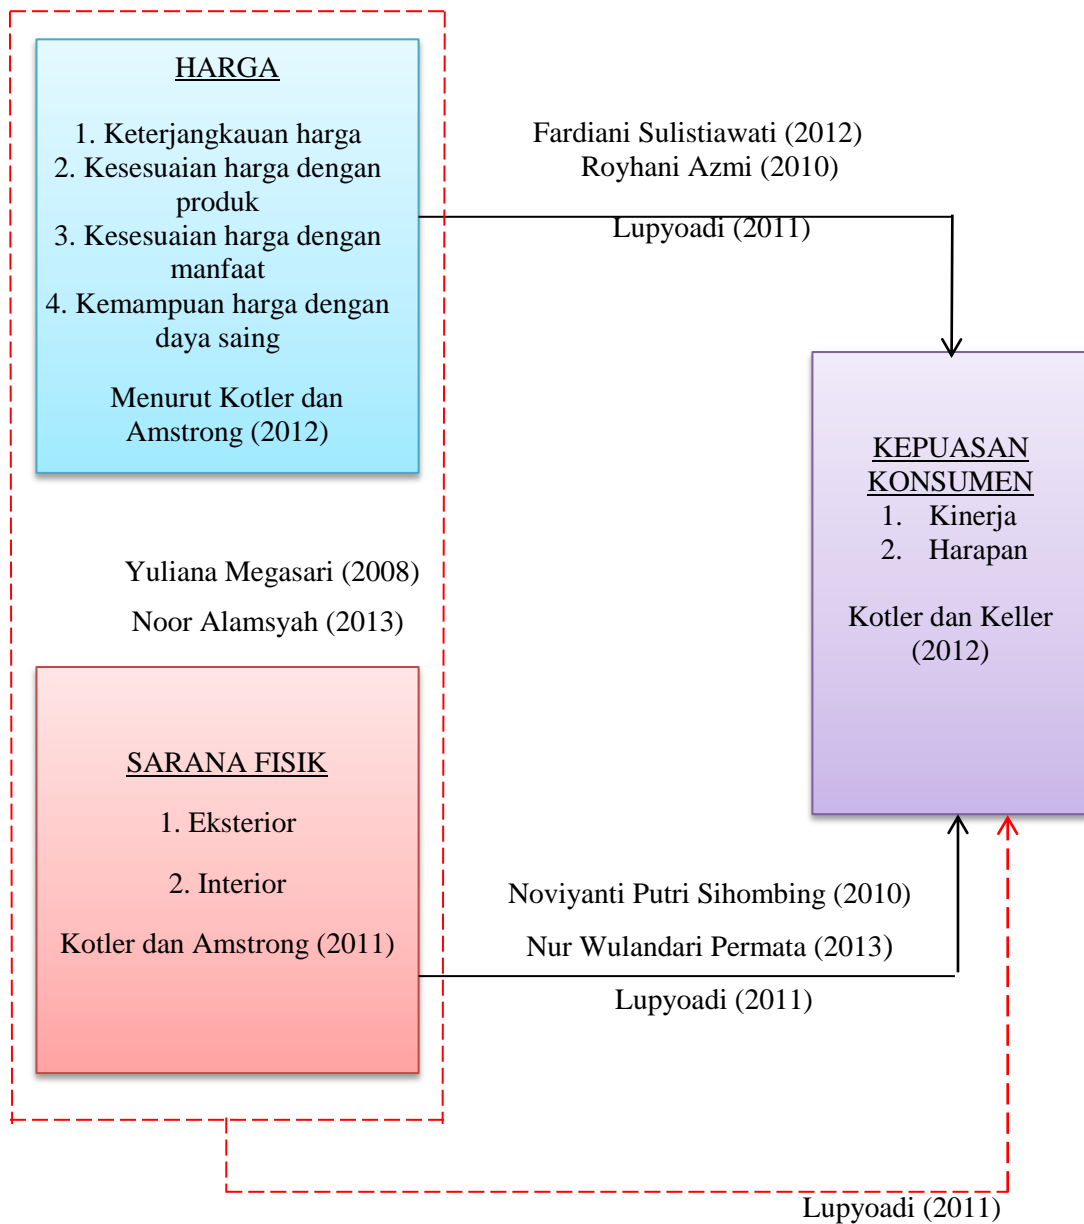 HARGA
1. Keterjangkauan harga
2. Kesesuaian harga dengan
produk
3. Kesesuaian harga dengan
manfaat
4. Kemampuan harga dengan
daya saing
Menurut Kotler dan
Amstrong (2012)
Fardiani Sulistiawati (2012)
Royhani Azmi (2010)
Lupyoadi (2011)
KEPUASAN
KONSUMEN
1. Kinerja
2. Harapan
Kotler dan Keller
(2012)
Yuliana Megasari (2008)
Noor Alamsyah (2013)
SARANA FISIK
1. Eksterior
2. Interior
Kotler dan Amstrong (2011)
Noviyanti Putri Sihombing (2010)
Nur Wulandari Permata (2013)
Lupyoadi (2011)
Lupyoadi (2011)